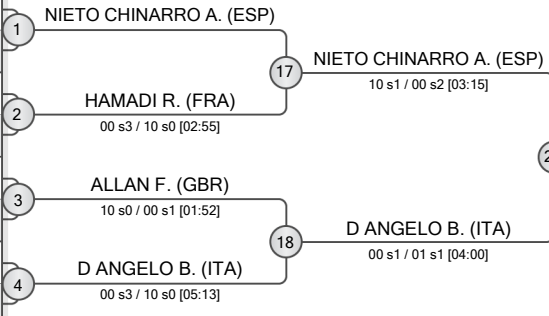 NIETO CHINARRO A. (ESP)
1
17
NIETO CHINARRO A. (ESP)
10 s1 / 00 s2 [03:15]
HAMADI R. (FRA)
2
00 s3 / 10 s0 [02:55]
ALLAN F. (GBR)
3
10 s0 / 00 s1 [01:52]
18
D ANGELO B. (ITA)
00 s1 / 01 s1 [04:00]
D ANGELO B. (ITA)
4
00 s3 / 10 s0 [05:13]